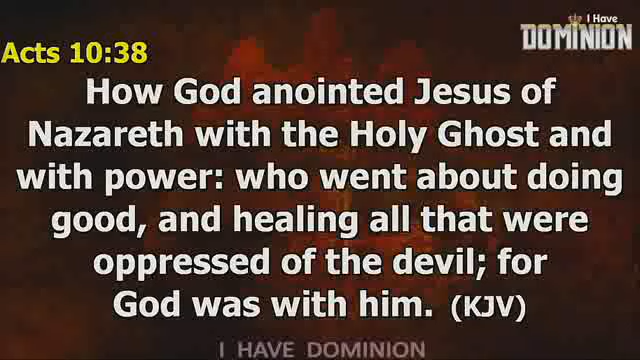 I Have
DOMINION
Acts 10:38
How God anointed Jesus of
Nazareth with the Holy Ghost and
with power: who went about doing
good, and healing all that were
oppressed of the devil; for
God was with him. (KJV)
I HAVE DOMINION